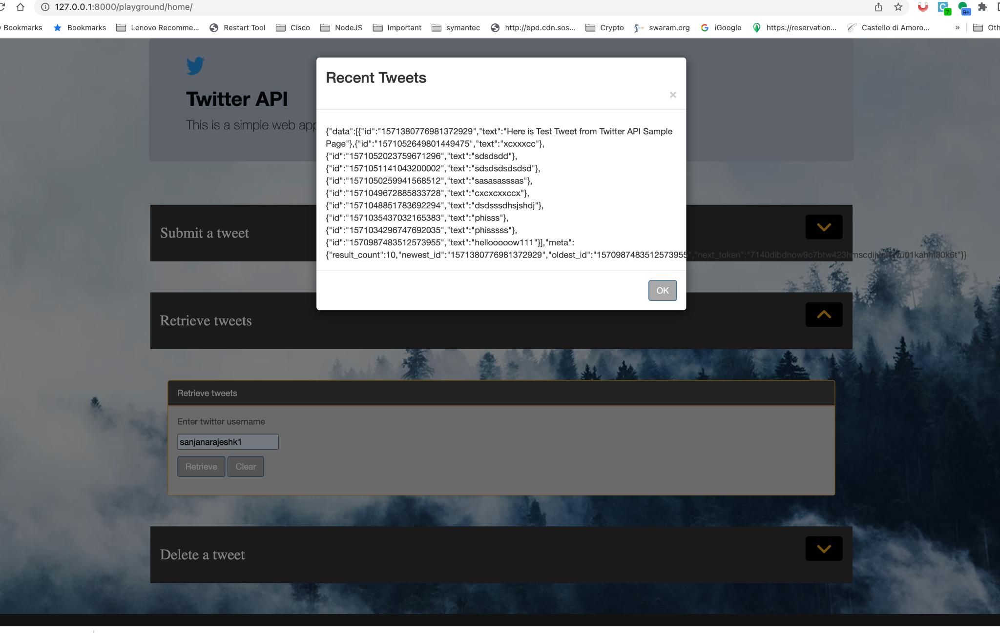 127.0.0.1:8000/playground/home/
Bookmarks Bookmarks Lenovo Recomme... Restart Tool Cisco NodeJS Important symantec http://bpd.cdn.sos... Crypto swaram.org iGoogle https://reservation... Castello di Amoro... » Oth
7 9+
Recent Tweets
×
Twitter API
This is a simple web app
{"data":[{"id":"1571380776981372929","text":"Here is Test Tweet from Twitter API Sample
Page"},{"id":"1571052649801449475","text":"xcxxxcc"},
{"id":"1571052023759671296","text":"sdsdsdd"},
{"id":"1571051141043200002","text":"sdsdsdsdsdsd"},
{"id":"1571050259941568512","text":"sasasasssas"},
{"id":"1571049672885833728","text":"cxcxcxxccx"},
{"id":"1571048851783692294","text":"dsdsssdhsjshdj"},
{"id":"1571035437032165383","text":"phisss"},
{"id":"1571034296747692035","text":"phisssss"},
{"id":"1570987483512573955","text":"hellooooow111"}],"meta":
{"result_count":10,"newest_id":"1571380776981372929","oldest_id":"1570987483512573955","next_token":
OK
Submit a tweet
Retrieve tweets
Retrieve tweets
Enter twitter username
sanjanarajeshk1
Retrieve Clear
Delete a tweet